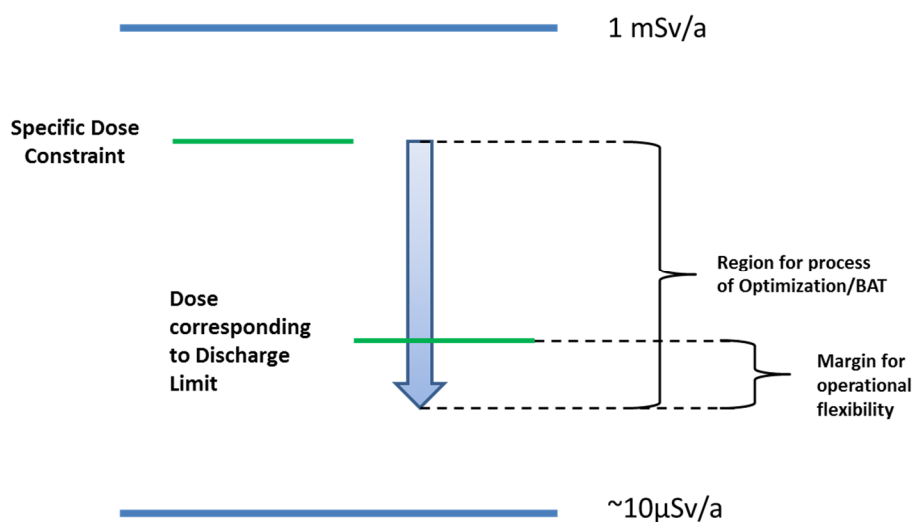 1 mSv/a
Specific Dose
Constraint
Region for process
of Optimization/BAT
Dose
corresponding
to Discharge
Limit
Margin for
operational
flexibility
~10µSv/a